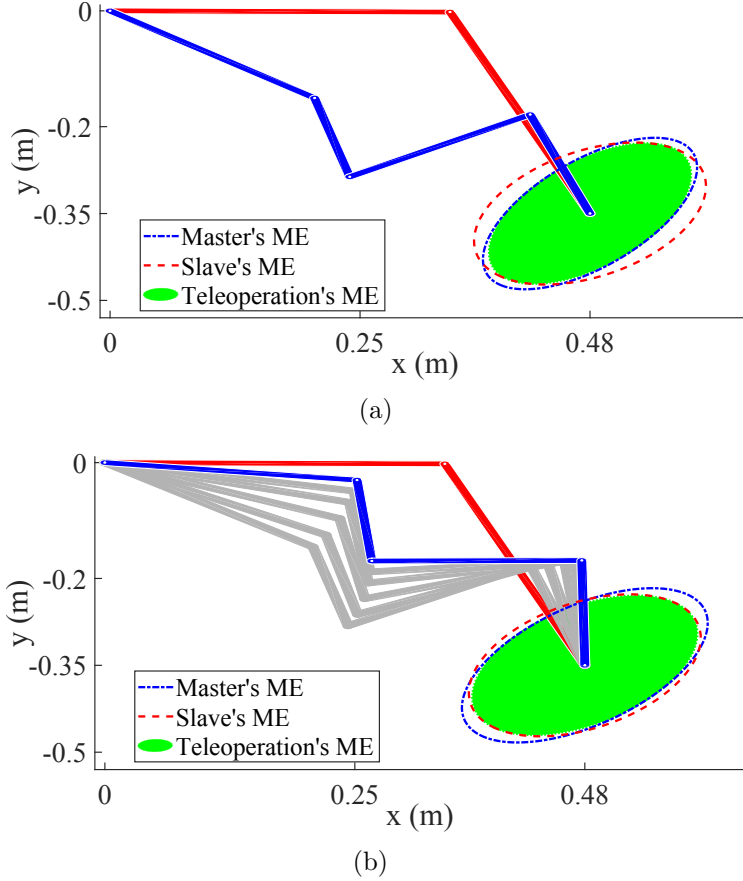 0
-0.2
-0.35
-0.5
y (m)
Master's ME
Slave's ME
Teleoperation's ME
0
0.25
0.48
x (m)
(a)
0
-0.2
-0.35
-0.5
y (m)
Master's ME
Slave's ME
Teleoperation's ME
0
0.25
0.48
x (m)
(b)